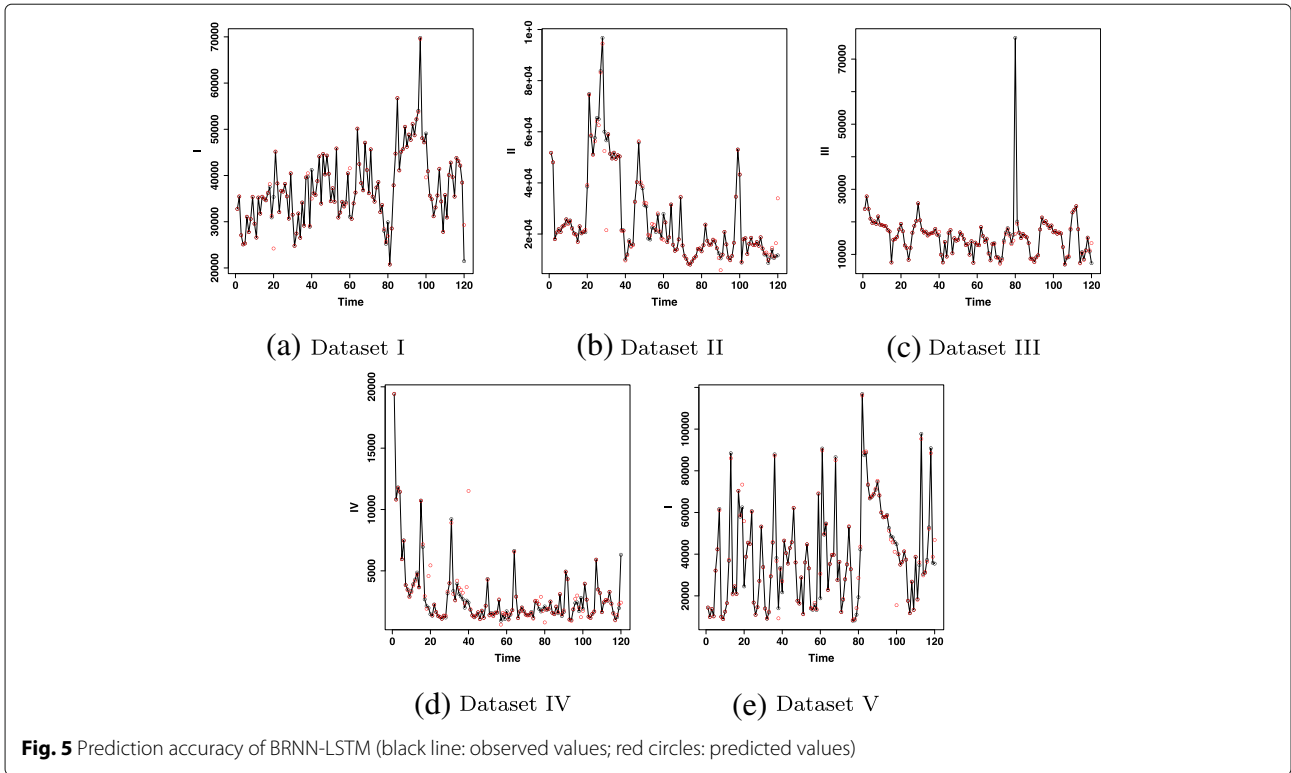 70000
60000
50000
40000
30000
20000
I
0 20 40 60 80 100 120
Time
(a) Dataset I
1e+0
8e+04
6e+04
4e+04
2e+04
II
0 20 40 60 80 100 120
Time
(b) Dataset II
70000
50000
30000
10000
III
0 20 40 60 80 100 120
Time
(c) Dataset III
20000
15000
10000
5000
IV
0 20 40 60 80 100 120
Time
(d) Dataset IV
100000
80000
60000
40000
20000
I
0 20 40 60 80 100 120
Time
(e) Dataset V
Fig. 5 Prediction accuracy of BRNN-LSTM (black line: observed values; red circles: predicted values)